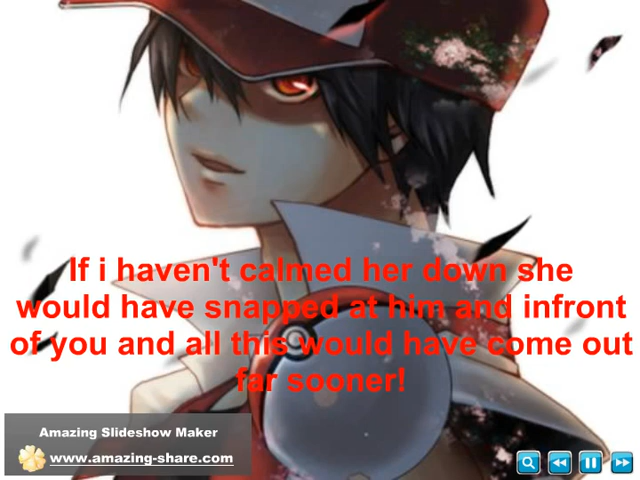 If i haven't calmed her down she
would have snapped at him and infront
of you and all this would have come out
far sooner!
Amazing Slideshow Maker
www.amazing-share.com